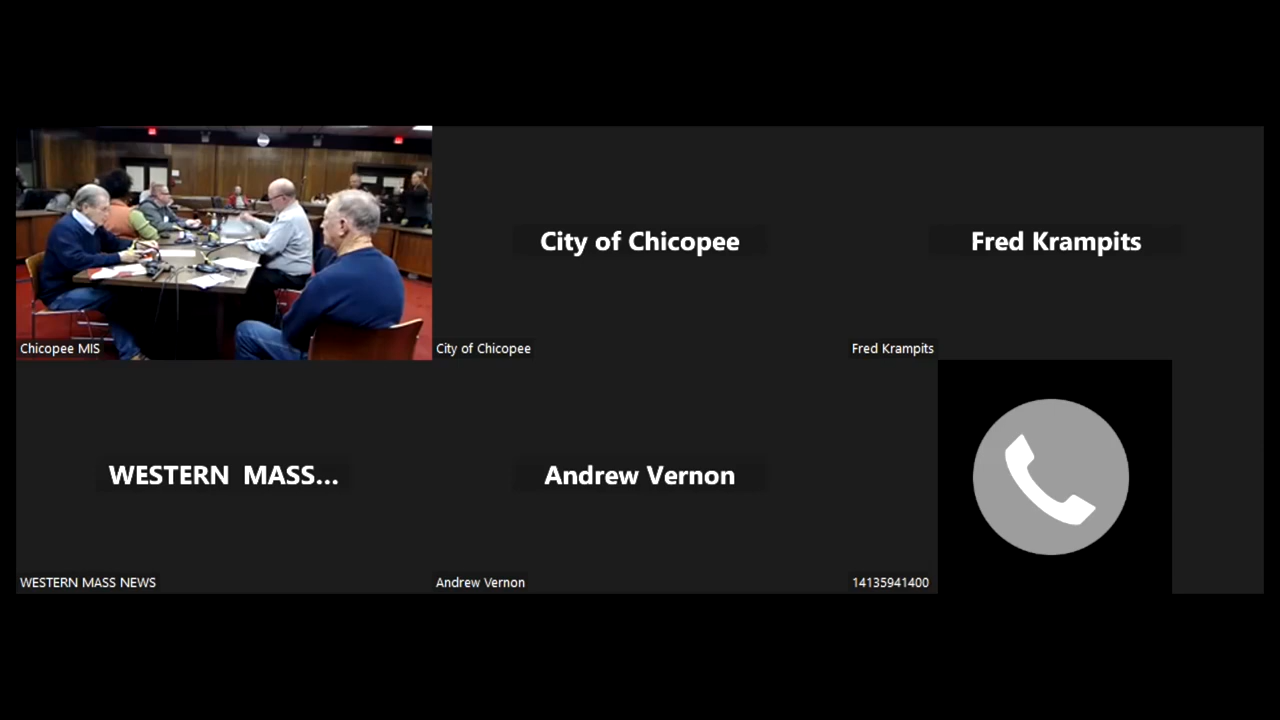 City of Chicopee
Fred Krampits
Chicopee MIS
City of Chicopee
Fred Krampits
WESTERN MASS...
Andrew Vernon
WESTERN MASS NEWS
Andrew Vernon
14135941400